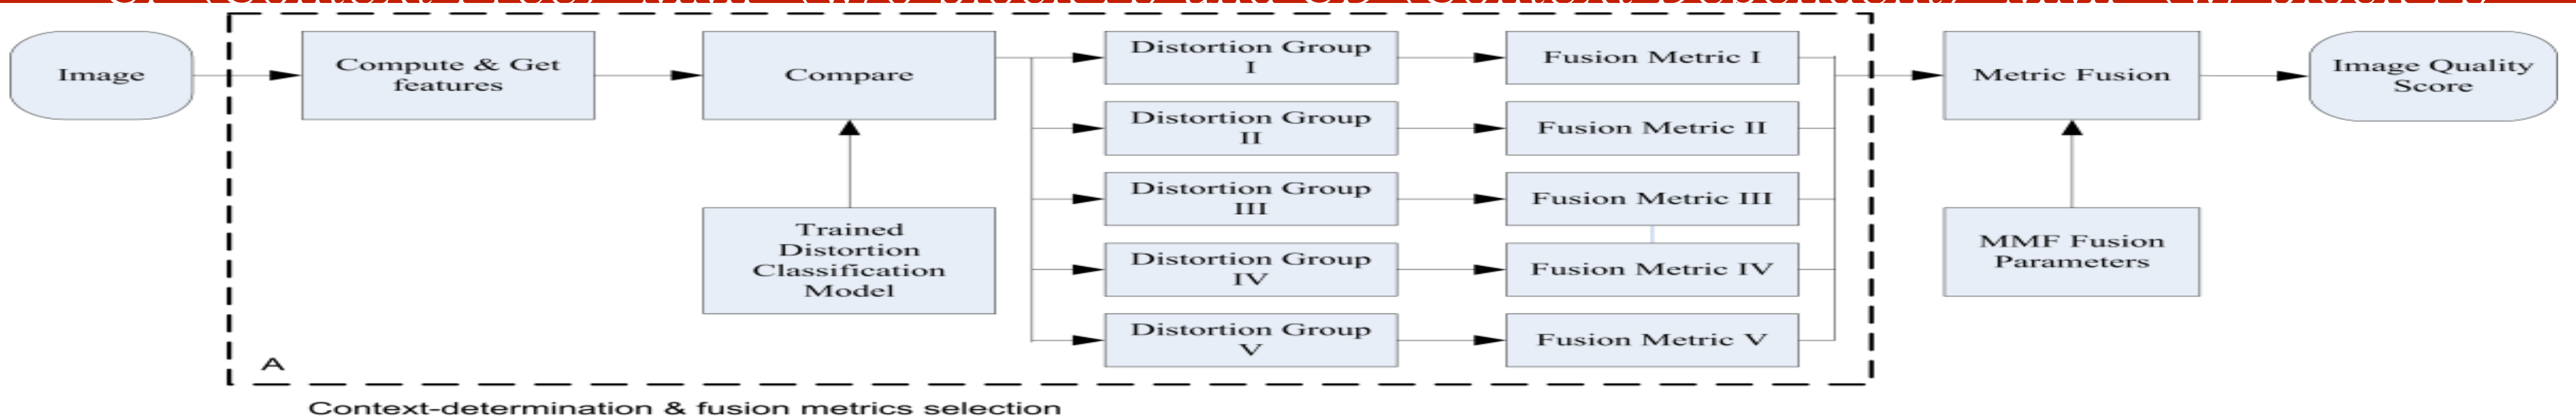 Image
Compute & Get
features
Compare
Trained
Distortion
Classification
Model
Distortion Group
I
Distortion Group
II
Distortion Group
III
Distortion Group
IV
Distortion Group
V
Fusion Metric I
Fusion Metric II
Fusion Metric III
Fusion Metric IV
Fusion Metric V
Metric Fusion
MMF Fusion
Parameters
Image Quality
Score
A
Context-determination & fusion metrics selection